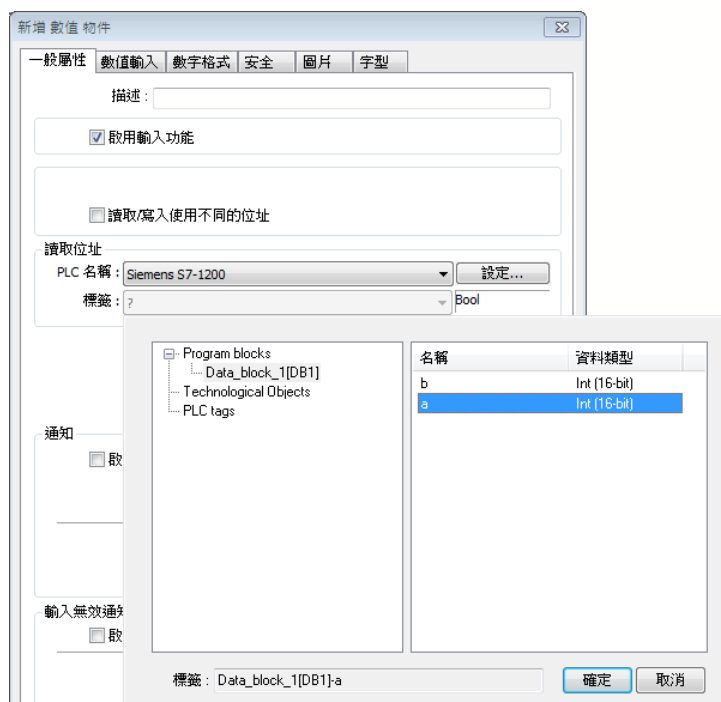 新增 數值 物件
一般屬性 數值輸入 數字格式 安全 圖片 字型
描述 :
啟用輸入功能
讀取/寫入使用不同的位址
讀取位址
PLC 名稱 : Siemens S7-1200 設定...
標籤 : ? Bool
Program blocks
Data_block_1[DB1]
Technological Objects
PLC tags
名稱 資料類型
b Int (16-bit)
a Int (16-bit)
通知
啟
輸入無效通知
啟
標籤 : Data_block_1[DB1]-a 確定 取消